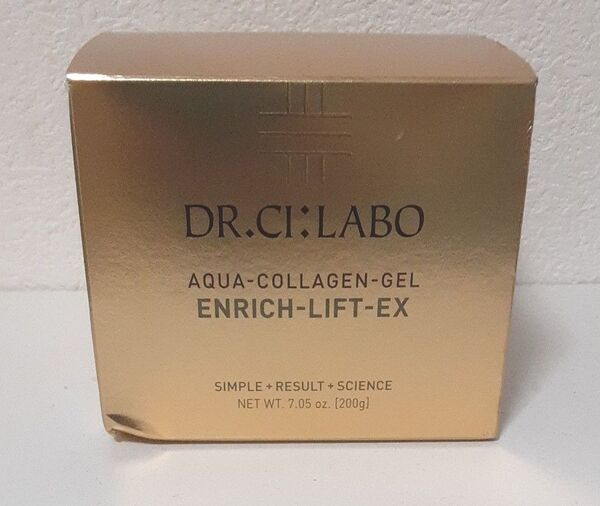 DR.CI:LABO
AQUA-COLLAGEN-GEL
ENRICH-LIFT-EX
SIMPLE + RESULT + SCIENCE
NET WT. 7.05 oz. [200g]